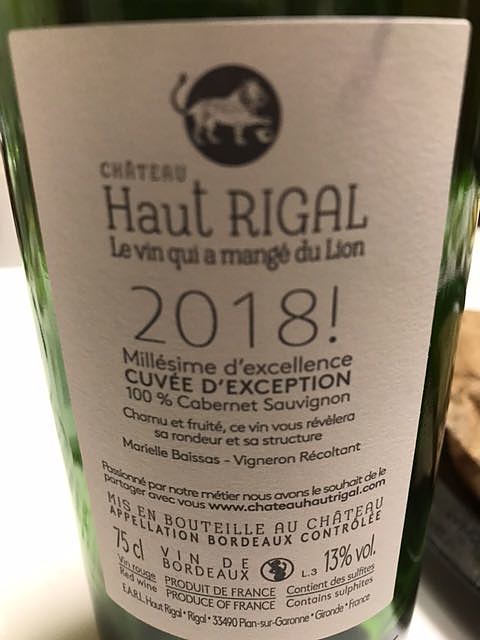 CHÂTEAU
Haut RIGAL
Le vin qui a mangé du Lion
2018!
Millésime d'excellence
CUVÉE D'EXCEPTION
100 % Cabernet Sauvignon
Charnu et fruité, ce vin vous révèlera
sa rondeur et sa structure
Marielle Baissas - Vigneron Récoltant
Passionné par notre métier nous avons le souhait de le
partager avec vous www.chateauhautrigal.com
MIS EN BOUTEILLE AU CHÂTEAU
APPELLATION BORDEAUX CONTRÔLÉE
75 cl VIN DE BORDEAUX L.3 13% vol.
Vin rouge PRODUIT DE FRANCE Contient des sulfites
Red wine PRODUCE OF FRANCE Contains sulphites
E.A.R.L. Haut Rigal • Rigal • 33490 Pian-sur-Garonne • Gironde • France